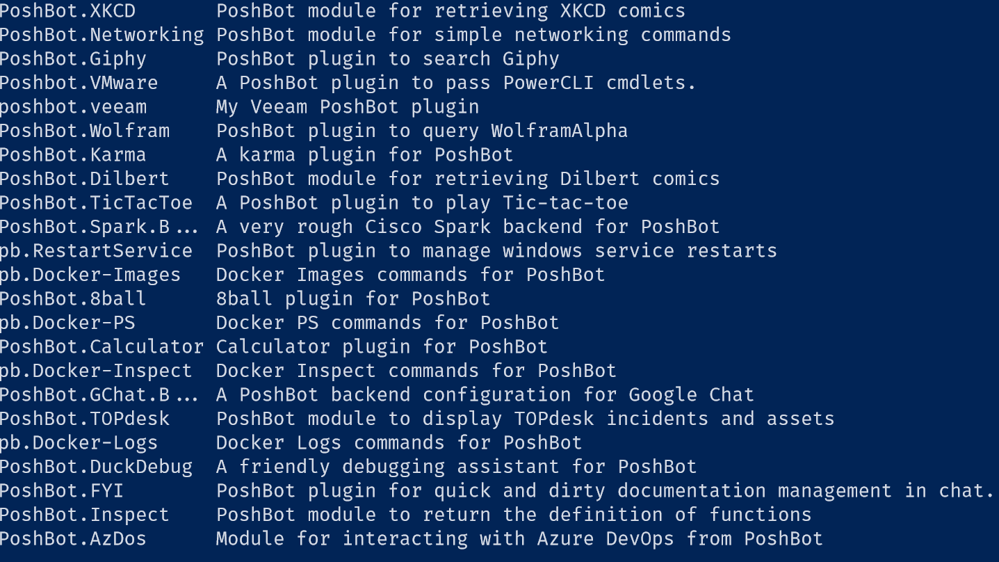 PoshBot.XKCD       PoshBot module for retrieving XKCD comics
PoshBot.Networking PoshBot module for simple networking commands
PoshBot.Giphy      PoshBot plugin to search Giphy
Poshbot.VMware     A PoshBot plugin to pass PowerCLI cmdlets.
poshbot.veeam      My Veeam PoshBot plugin
PoshBot.Wolfram    PoshBot plugin to query WolframAlpha
PoshBot.Karma      A karma plugin for PoshBot
PoshBot.Dilbert    PoshBot module for retrieving Dilbert comics
PoshBot.TicTacToe  A PoshBot plugin to play Tic-tac-toe
PoshBot.Spark.B... A very rough Cisco Spark backend for PoshBot
pb.RestartService  PoshBot plugin to manage windows service restarts
pb.Docker-Images   Docker Images commands for PoshBot
PoshBot.8ball      8ball plugin for PoshBot
pb.Docker-PS       Docker PS commands for PoshBot
PoshBot.Calculator Calculator plugin for PoshBot
pb.Docker-Inspect  Docker Inspect commands for PoshBot
PoshBot.GChat.B... A PoshBot backend configuration for Google Chat
PoshBot.TOPdesk    PoshBot module to display TOPdesk incidents and assets
pb.Docker-Logs     Docker Logs commands for PoshBot
PoshBot.DuckDebug  A friendly debugging assistant for PoshBot
PoshBot.FYI        PoshBot plugin for quick and dirty documentation management in chat.
PoshBot.Inspect    PoshBot module to return the definition of functions
PoshBot.AzDos      Module for interacting with Azure DevOps from PoshBot